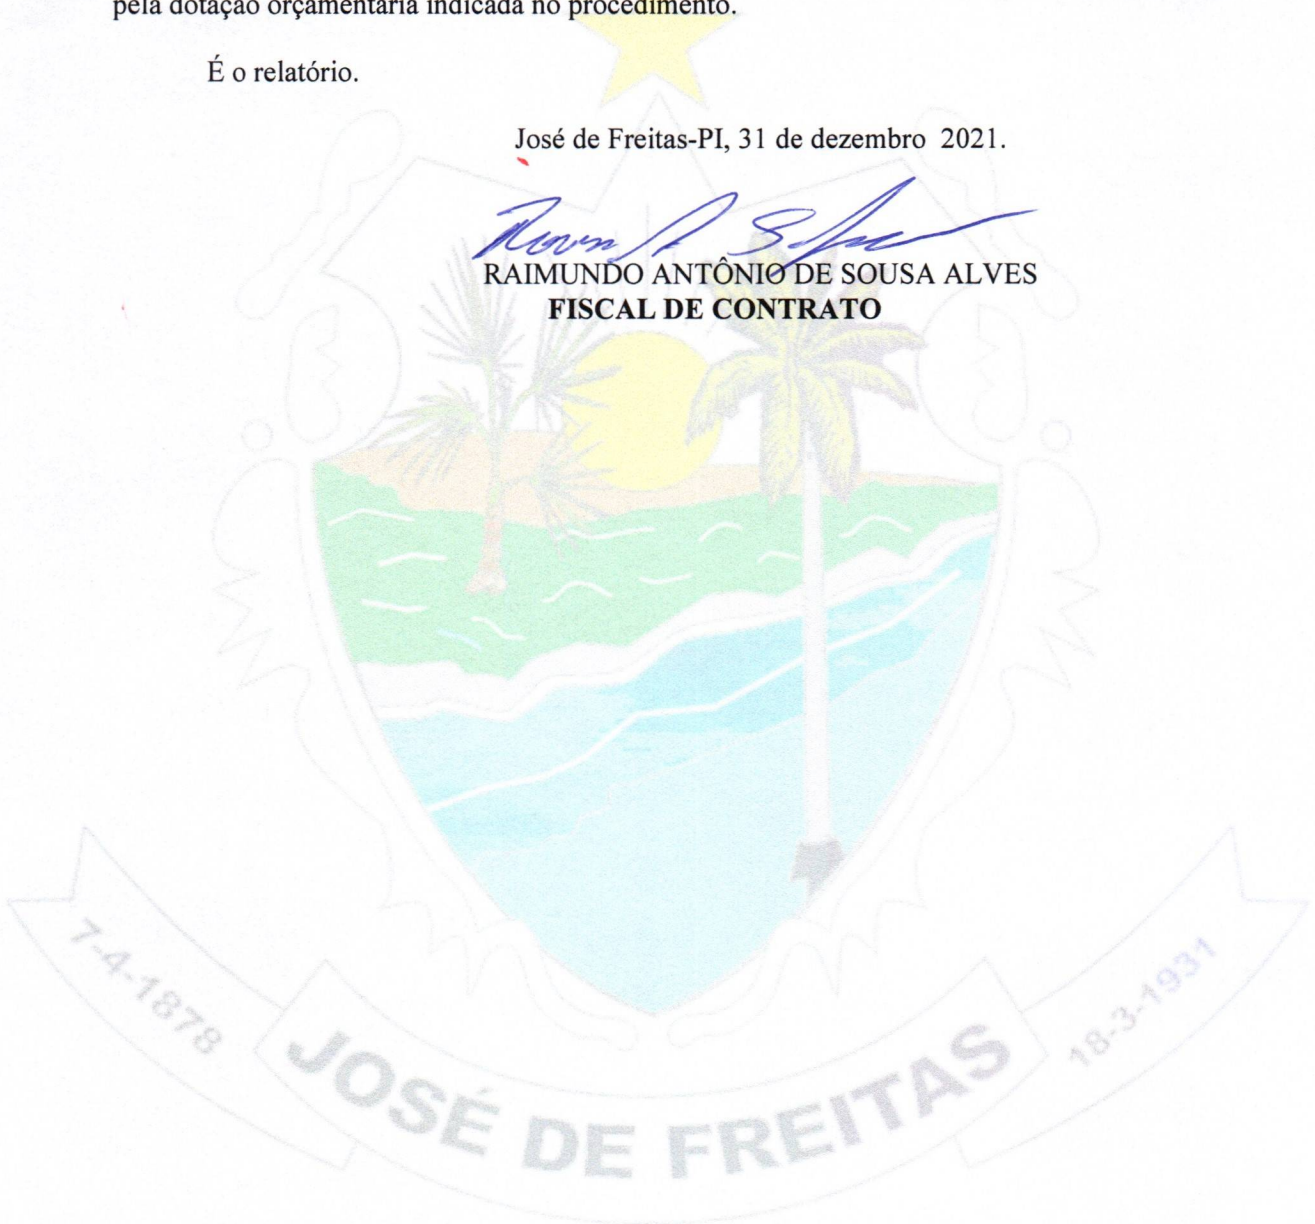 pela dotação orçamentária indicada no procedimento.
É o relatório.
José de Freitas-PI, 31 de dezembro  2021.
RAIMUNDO ANTÔNIO DE SOUSA ALVES
FISCAL DE CONTRATO
7-4-1878
JOSÉ DE FREITAS
18-3-1931